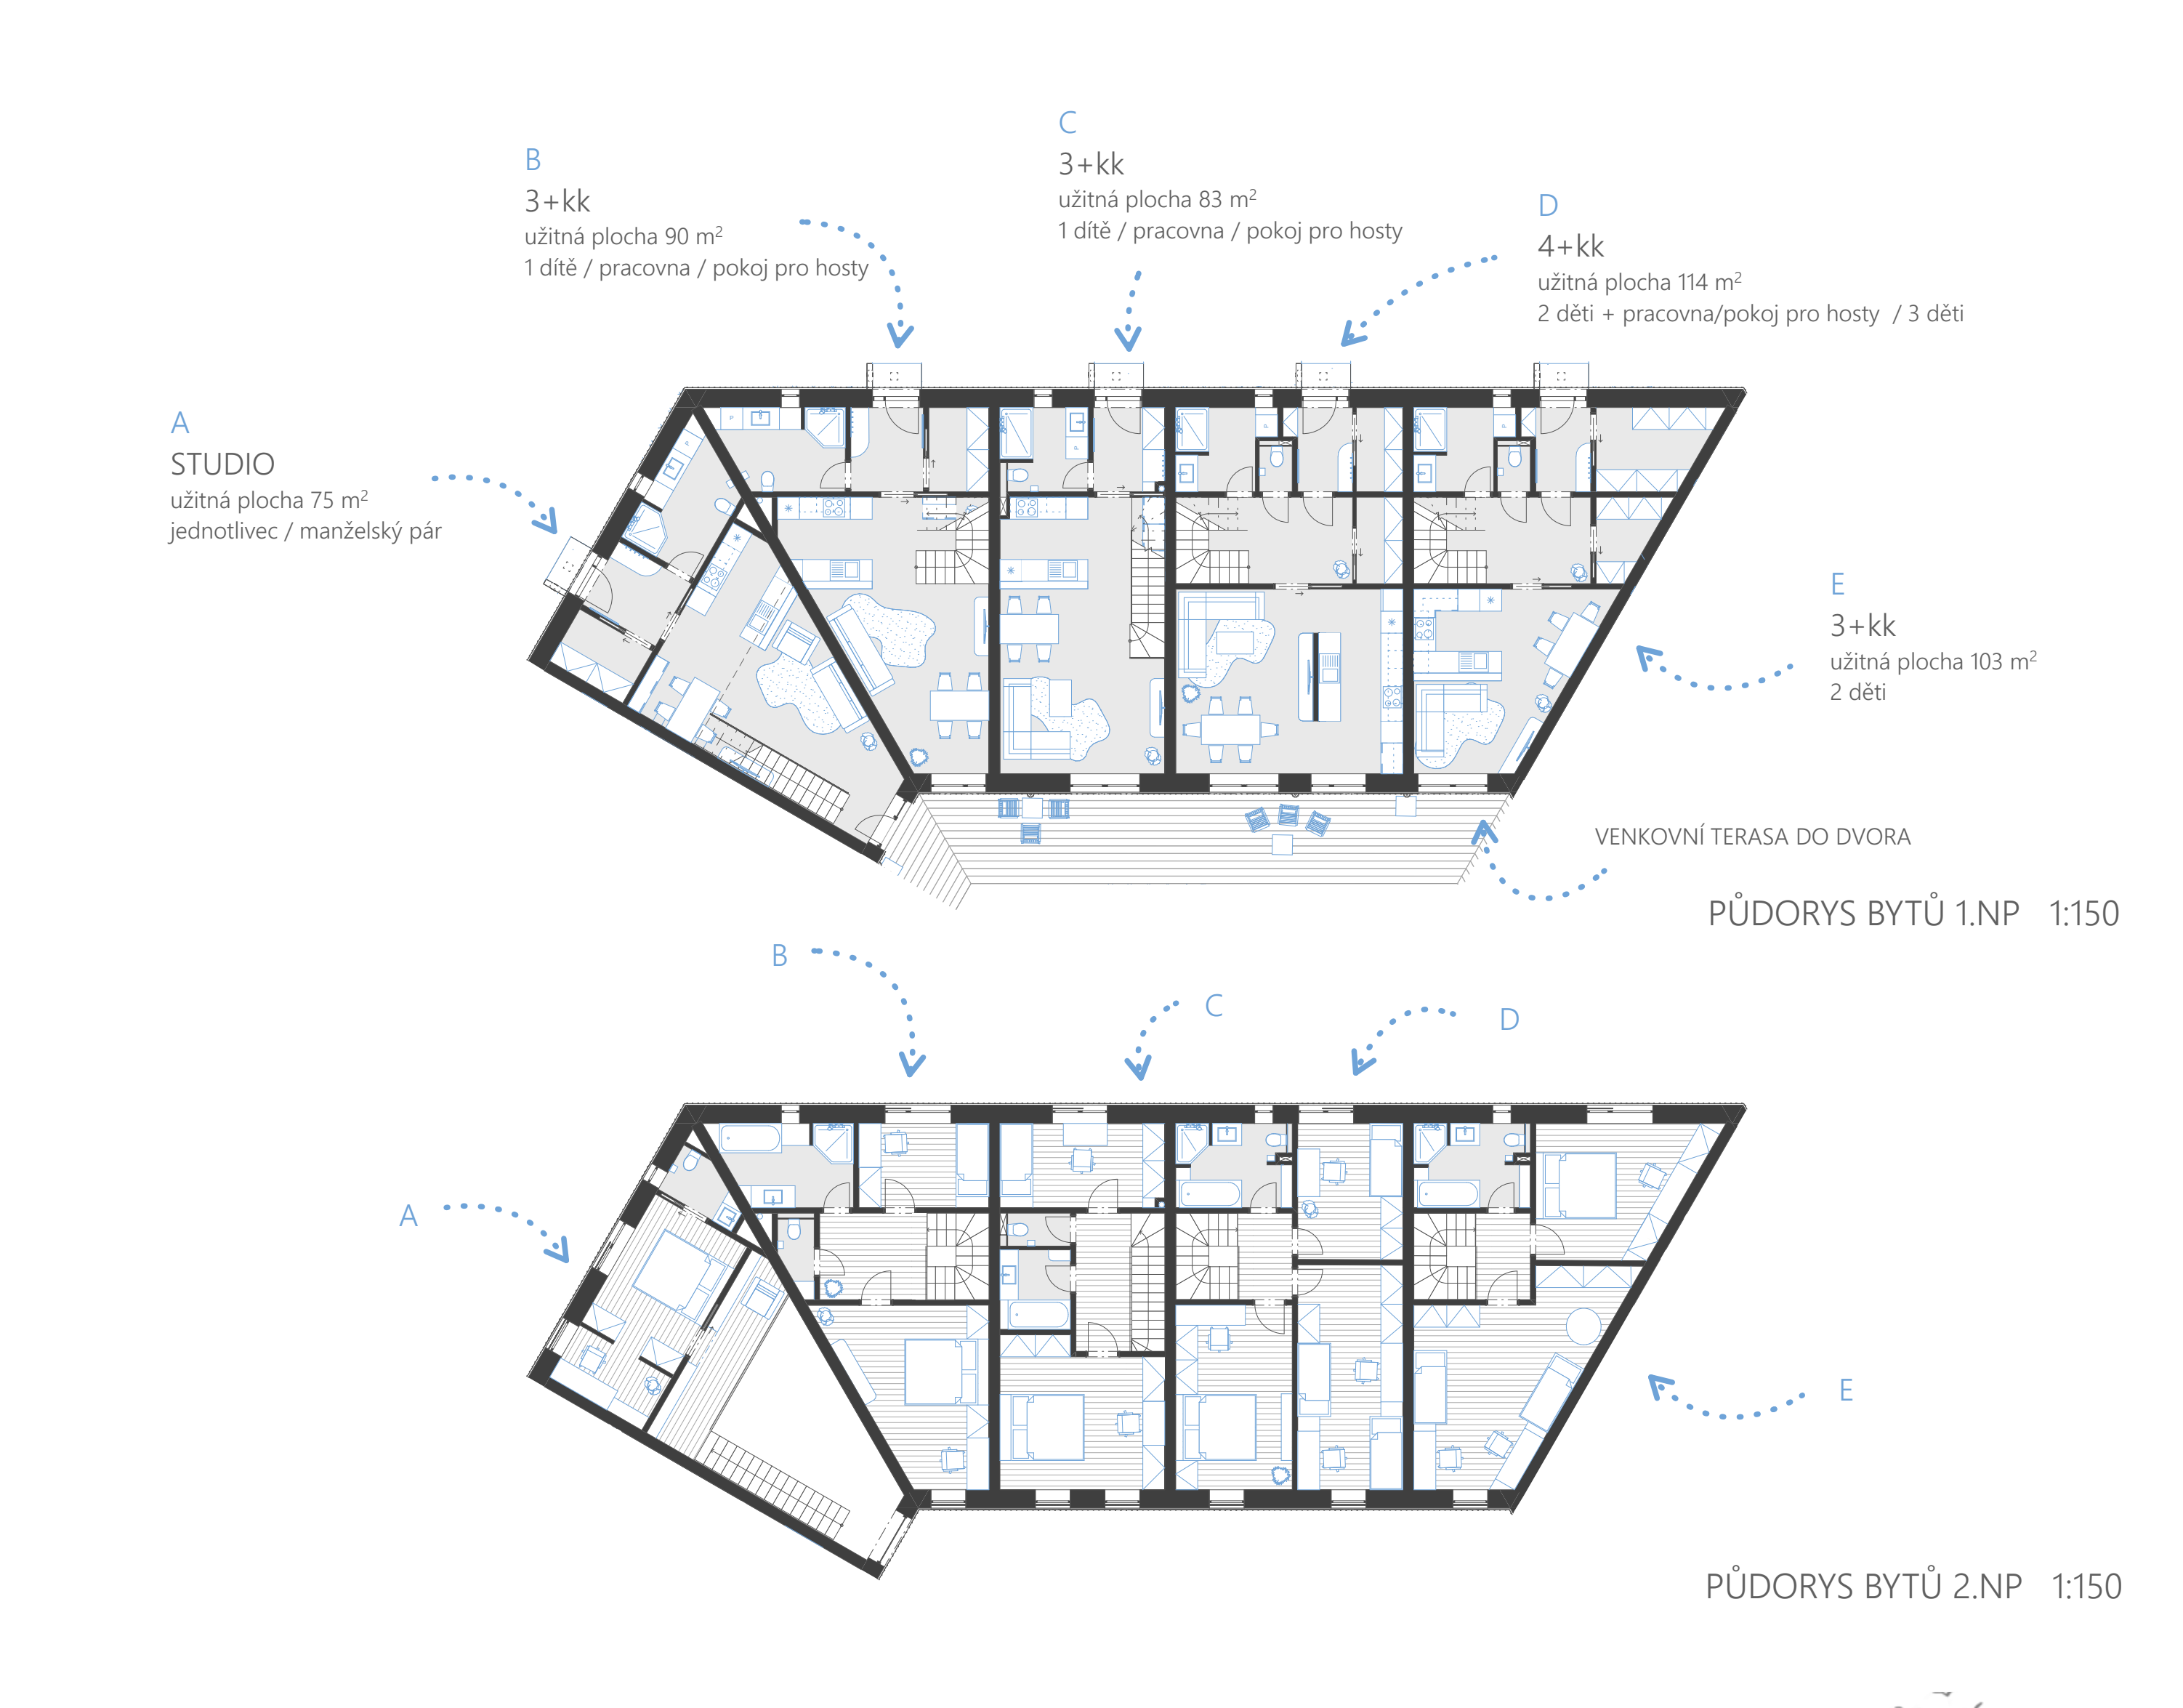 C
3+kk
užitná plocha 83 m²
1 dítě / pracovna / pokoj pro hosty
B
3+kk
užitná plocha 90 m²
1 dítě / pracovna / pokoj pro hosty
D
4+kk
užitná plocha 114 m²
2 děti + pracovna/pokoj pro hosty / 3 děti
A
STUDIO
užitná plocha 75 m²
jednotlivec / manželský pár
E
3+kk
užitná plocha 103 m²
2 děti
VENKOVNÍ TERASA DO DVORA
PŮDORYS BYTŮ 1.NP 1:150
B
C
D
A
E
PŮDORYS BYTŮ 2.NP 1:150